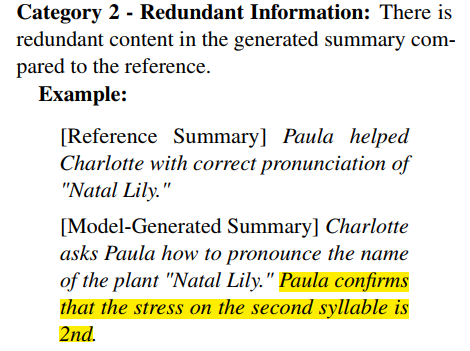 Category 2 - Redundant Information: There is
redundant content in the generated summary com-
pared to the reference.
Example:
[Reference Summary] Paula helped
Charlotte with correct pronunciation of
"Natal Lily."
[Model-Generated Summary] Charlotte
asks Paula how to pronounce the name
of the plant "Natal Lily." Paula confirms
that the stress on the second syllable is
2nd.